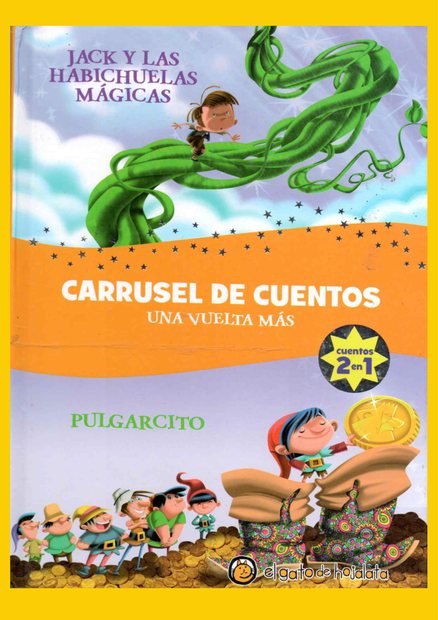 JACK Y LAS
HABICHUELAS
MÁGICAS
CARRUSEL DE CUENTOS
UNA VUELTA MÁS
cuentos
2 en 1
PULGARCITO
el gato de hojalata